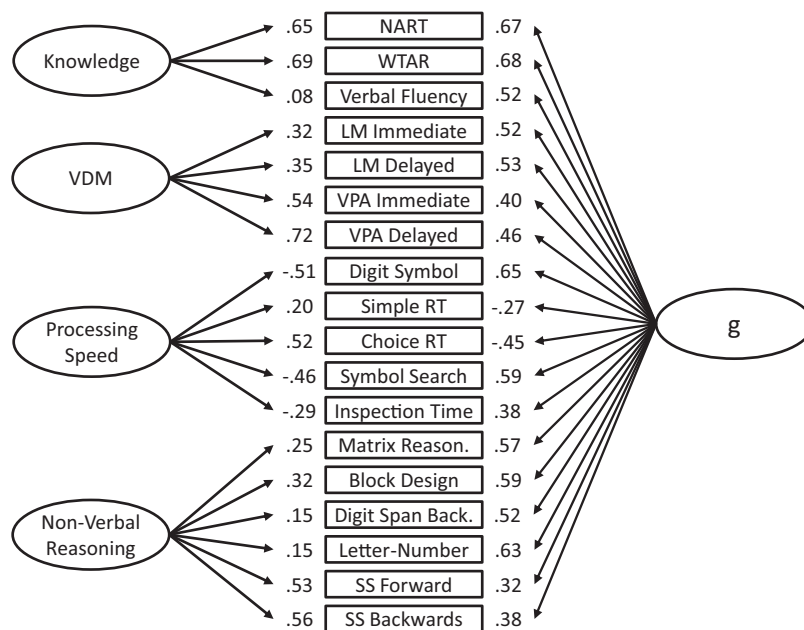 .65 NART .67
Knowledge
.69 WTAR .68
.08 Verbal Fluency .52
.32 LM Immediate .52
.35 LM Delayed .53
VDM
.54 VPA Immediate .40
.72 VPA Delayed .46
-.51 Digit Symbol .65
.20 Simple RT -.27
Processing
Speed
g
.52 Choice RT -.45
-.46 Symbol Search .59
-.29 Inspection Time .38
.25 Matrix Reason. .57
.32 Block Design .59
.15 Digit Span Back. .52
Non-Verbal
Reasoning
.15 Letter-Number .63
.53 SS Forward .32
.56 SS Backwards .38